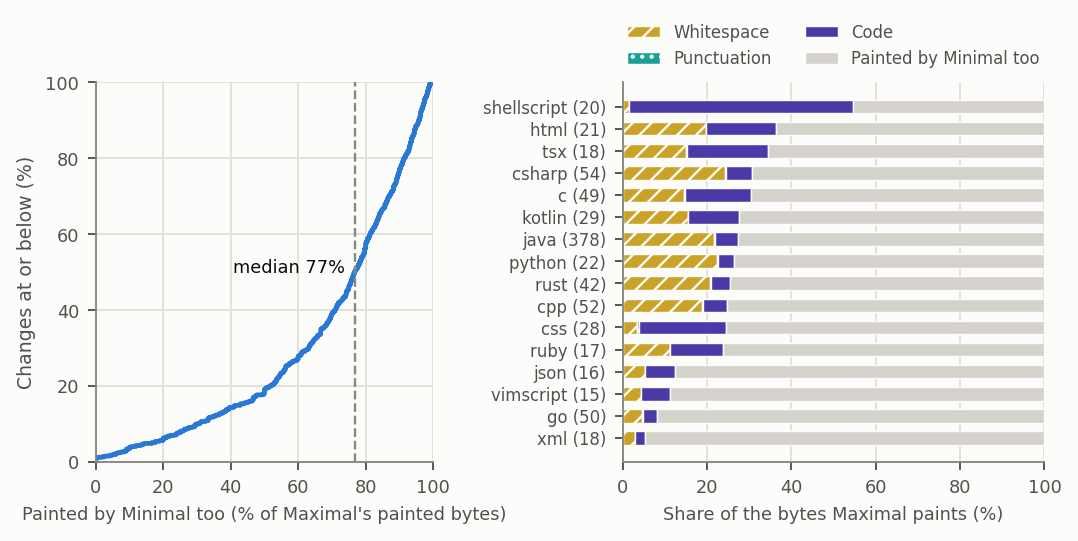 Changes at or below (%)
100
80
60
40
20
0
median 77%
0 20 40 60 80 100
Painted by Minimal too (% of Maximal's painted bytes)
Whitespace Code
Punctuation Painted by Minimal too
shellscript (20)
html (21)
tsx (18)
csharp (54)
c (49)
kotlin (29)
java (378)
python (22)
rust (42)
cpp (52)
css (28)
ruby (17)
json (16)
vimscript (15)
go (50)
xml (18)
0 20 40 60 80 100
Share of the bytes Maximal paints (%)